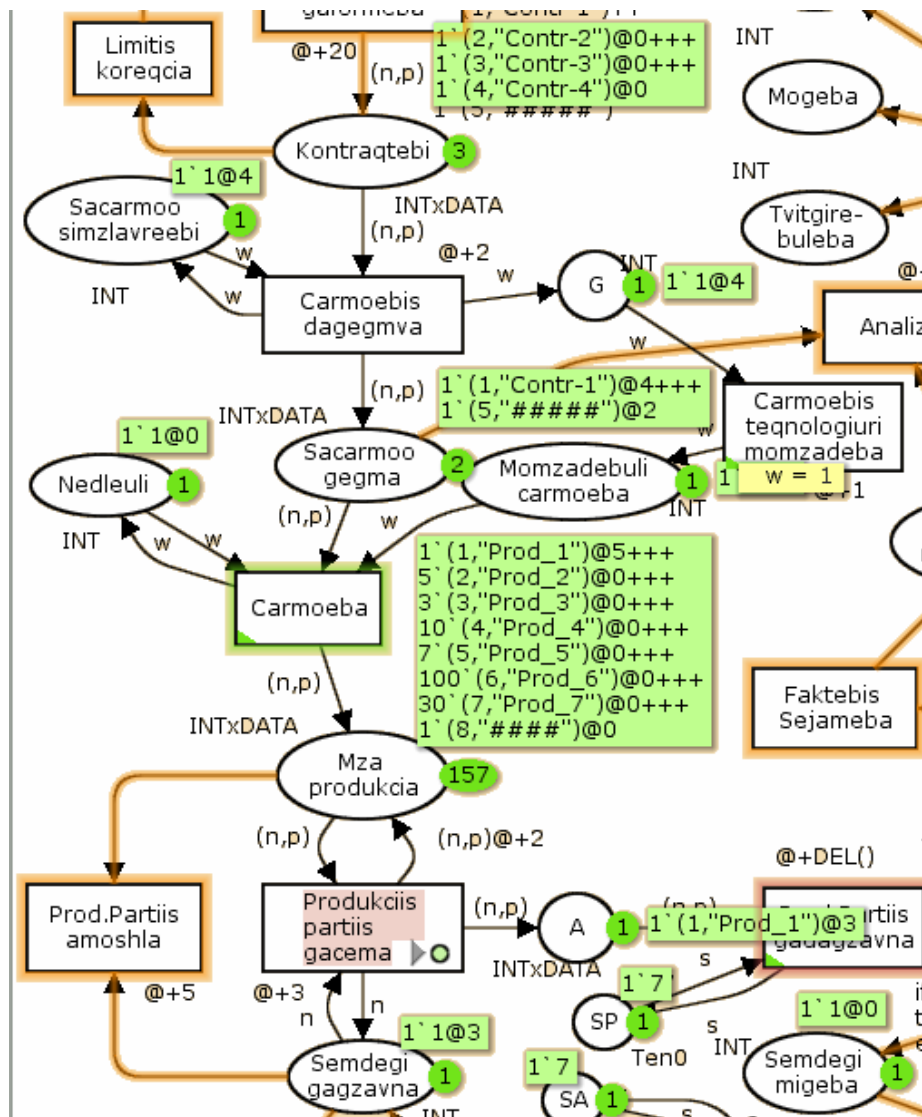 1`(2,"Contr-2")@0+++
1`(3,"Contr-3")@0+++
1`(4,"Contr-4")@0
Limitis
koreqcia
@+20
(n,p)
INT
Mogeba
Kontraqtebi
3
1`1@4
Sacarmoo
simzlavreebi
1
INTxDATA
(n,p)
@+2
INT
Tvitgire-
buleba
w
w
INT
Carmoebis
dagegmva
w
G
INT
1
1`1@4
w
(n,p)
1`(1,"Contr-1")@4+++
1`(5,"#####")@2
Carmoebis
teqnologiuri
momzadeba
INTxDATA
1`1@0
Nedleuli
1
INT
Sacarmoo
gegma
2
Momzadebuli
carmoeba
1
w
w = 1
@+1
INT
(n,p)
w
w
w
Carmoeba
1`(1,"Prod_1")@5+++
5`(2,"Prod_2")@0+++
3`(3,"Prod_3")@0+++
10`(4,"Prod_4")@0+++
7`(5,"Prod_5")@0+++
100`(6,"Prod_6")@0+++
30`(7,"Prod_7")@0+++
1`(8,"####")@0
(n,p)
INTxDATA
Faktebis
Sejameba
Mza
produkcia
157
(n,p)
(n,p)@+2
@+DEL()
Prod.Partiis
amoshla
Produkciis
partiis
gacema
(n,p)
A
1
1`(1,"Prod_1")@3
gadagzavna
INTxDATA
@+5
@+3
n
n
1`7
SP
1
s
s
Ten0
INT
1`1@0
1`1@3
Semdegi
gagzavna
1
Semdegi
migeba
1
1`7
SA
1
s
INT